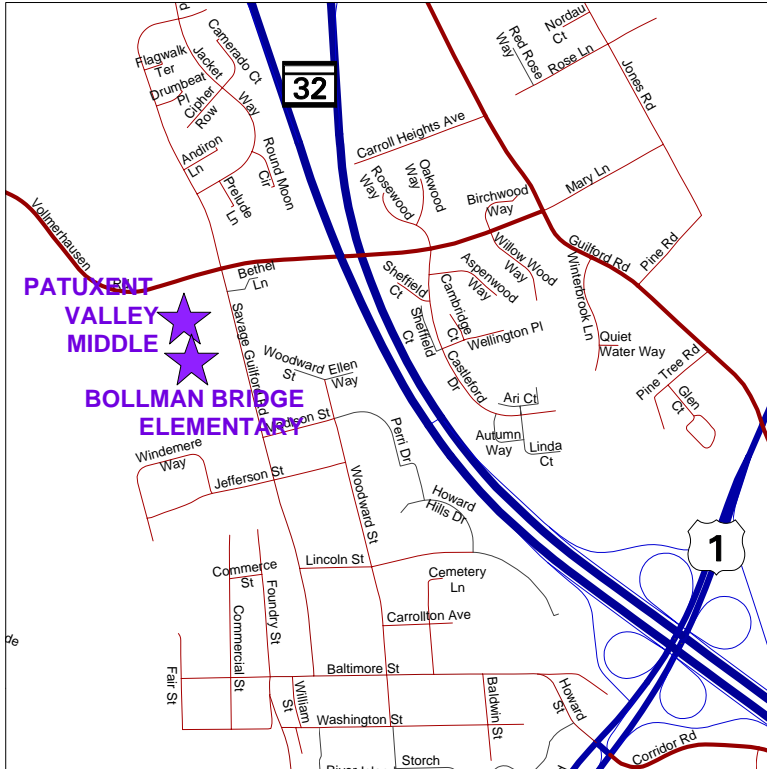 Nordau
Ct
Red Rose
Way
Rose Ln
Jones Rd
d
Camerado Ct
Flagwalk
Ter
Jacket
Way
Drumbeat
Pl
Cipher
Row
32
Carroll Heights Ave
Andiron
Ln
Round Moon
Cir
Prelude
Ln
Rosewood
Way
Oakwood
Way
Birchwood
Way
Mary Ln
Vollmerhausen
Rd
Guilford Rd
Pine Rd
Willow Wood
Way
Aspenwood
Way
Winterbrook Ln
Bethel
Ln
Sheffield
Ct
Sheffield
Ct
Cambridge
Ct
Wellington Pl
Castleford
Dr
Quiet
Water Way
Pine Tree Rd
Glen
Ct
PATUXENT
VALLEY
MIDDLE
BOLLMAN BRIDGE
ELEMENTARY
Savage Guilford Rd
Woodward
St
Ellen
Way
Madison St
Perri Dr
Ari Ct
Autumn
Way
Linda
Ct
Windemere
Way
Jefferson St
Woodward St
Howard
Hills Dr
1
Lincoln St
Commerce
St
Foundry St
Commercial St
Cemetery
Ln
Carrollton Ave
de
Fair St
Baltimore St
William
St
Washington St
Baldwin St
Howard
St
Corridor Rd
Storch